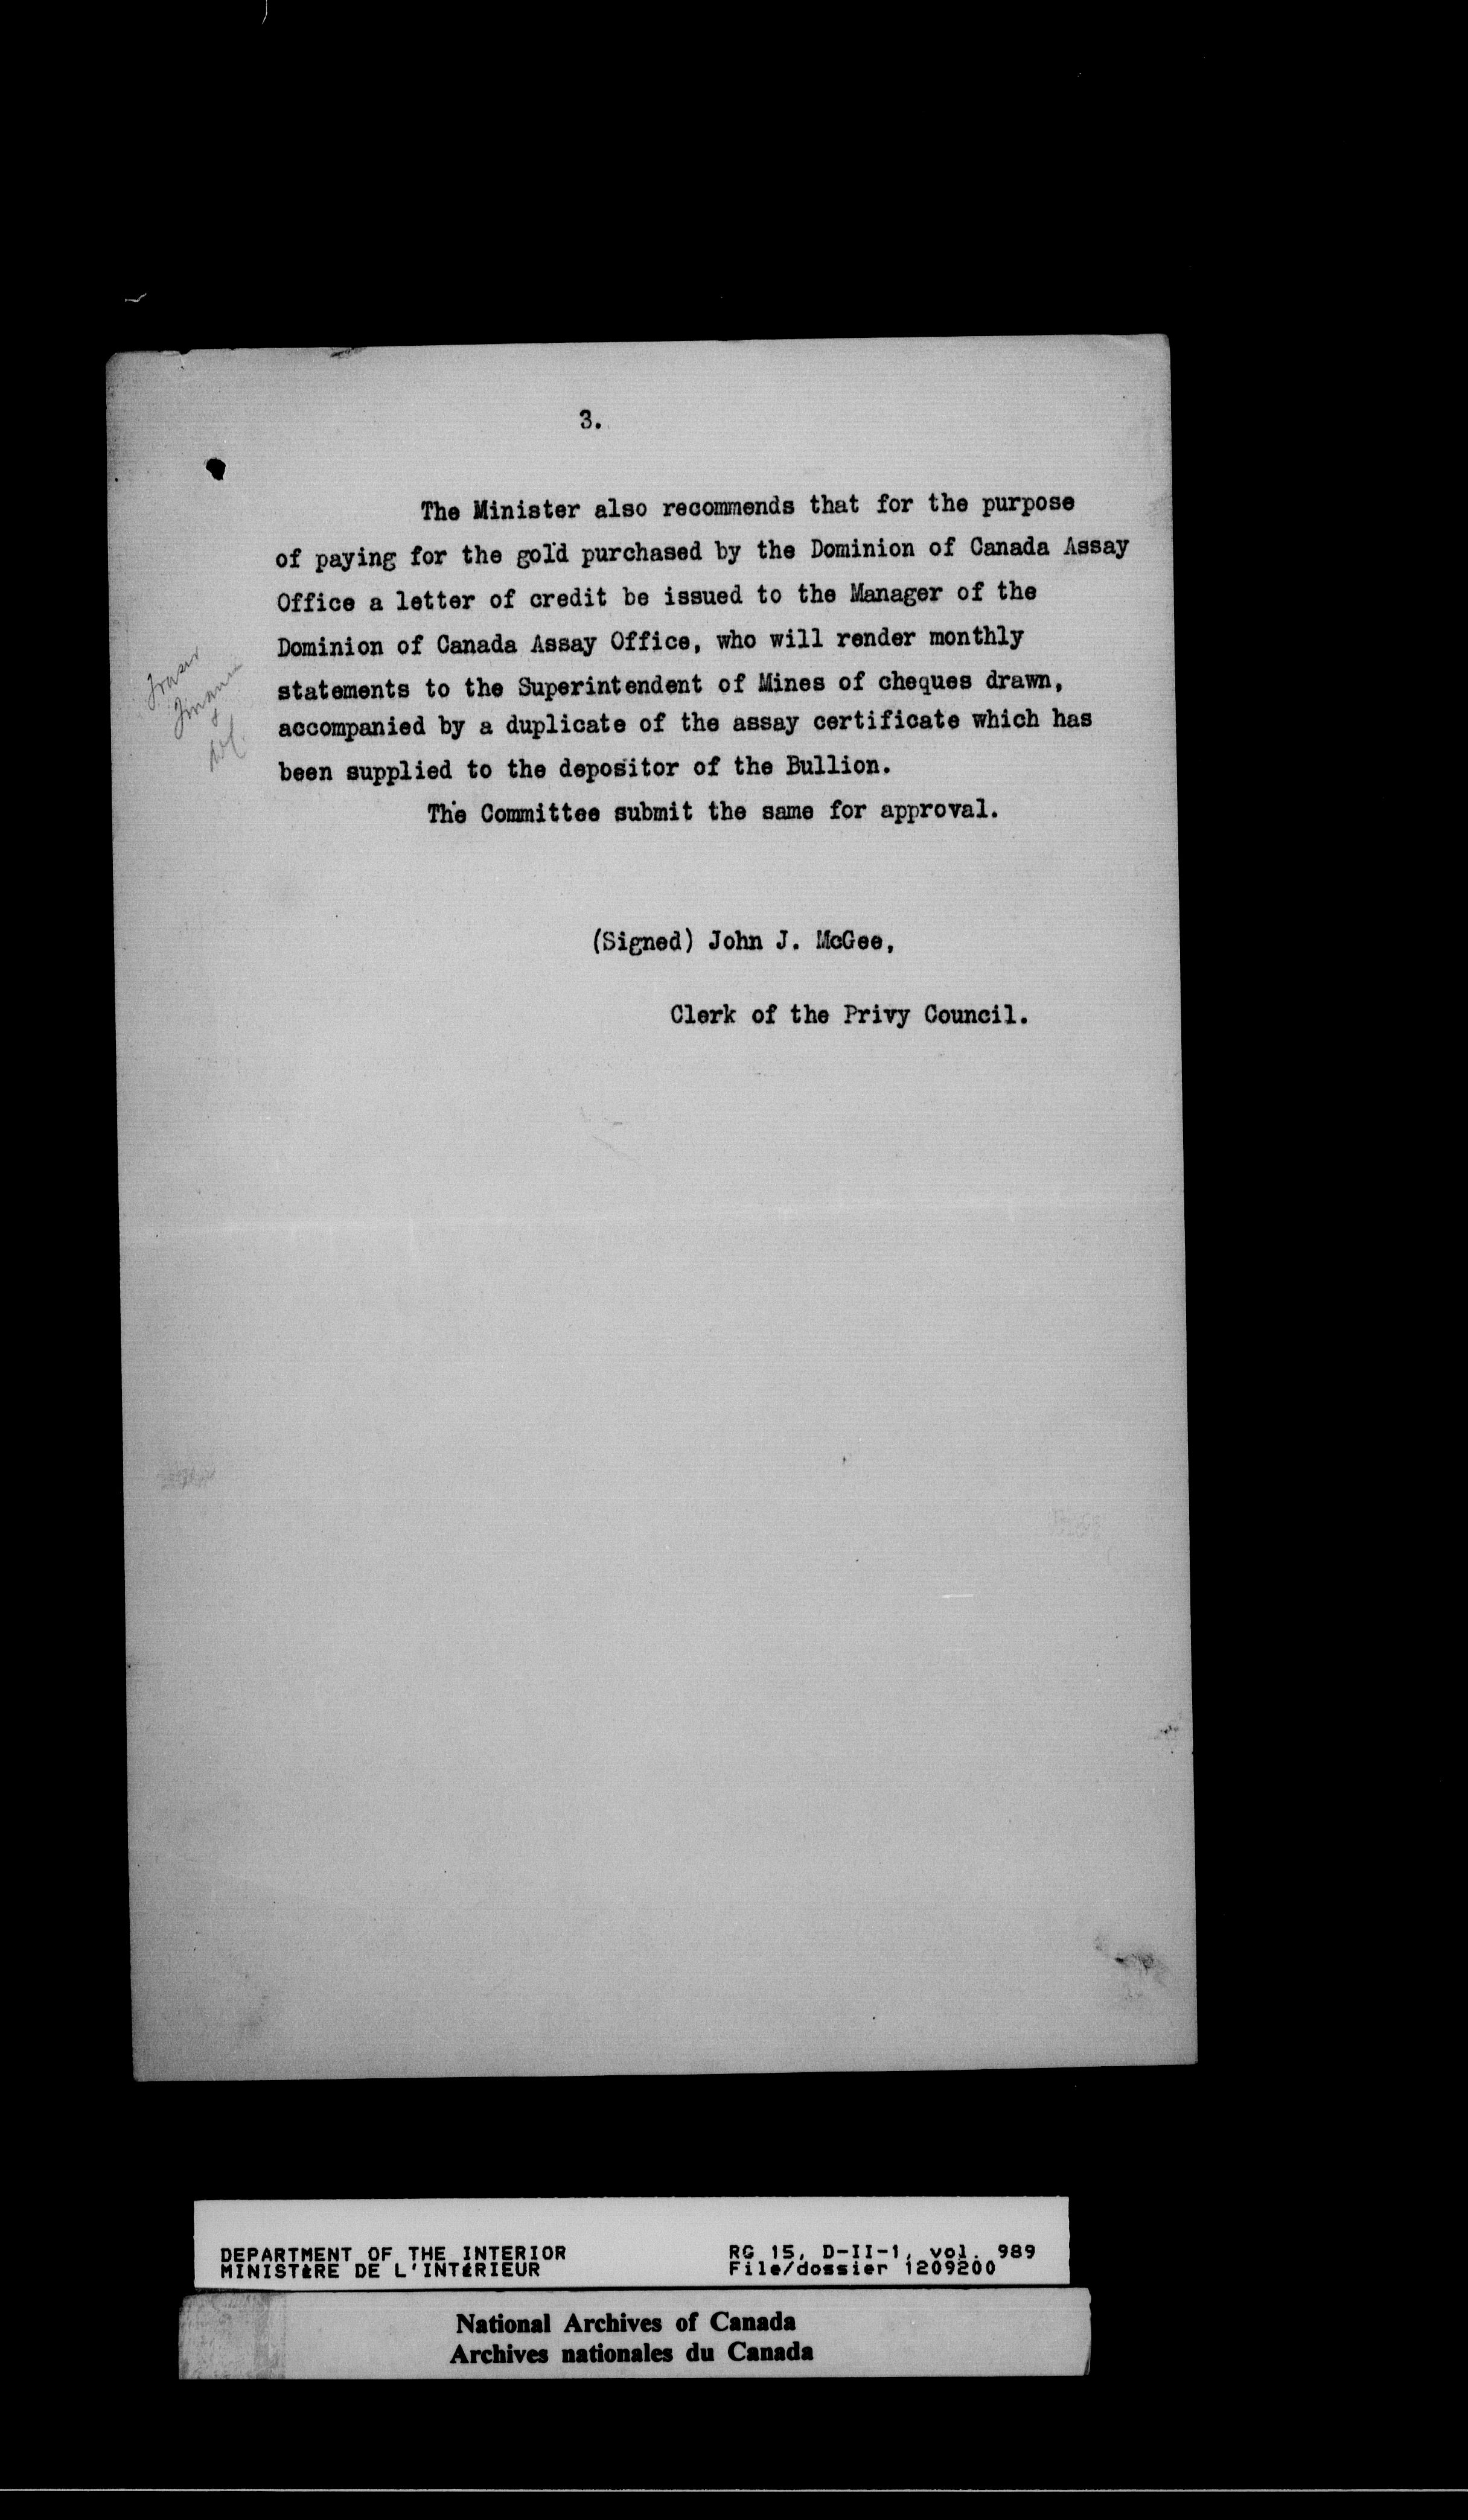 3.
The Minister also recommends that for the purpose
of paying for the gold purchased by the Dominion of Canada Assay
Office a letter of credit be issued to the Manager of the
Dominion of Canada Assay Office, who will render monthly
statements to the Superintendent of Mines of cheques drawn,
accompanied by a duplicate of the assay certificate which has
been supplied to the depositor of the Bullion.
The Committee submit the same for approval.
(Signed) John J. McGee,
Clerk of the Privy Council.
DEPARTMENT OF THE INTERIOR
MINISTÈRE DE L'INTÉRIEUR
RG 15, D-II-1, vol. 989
File/dossier 1209200
National Archives of Canada
Archives nationales du Canada